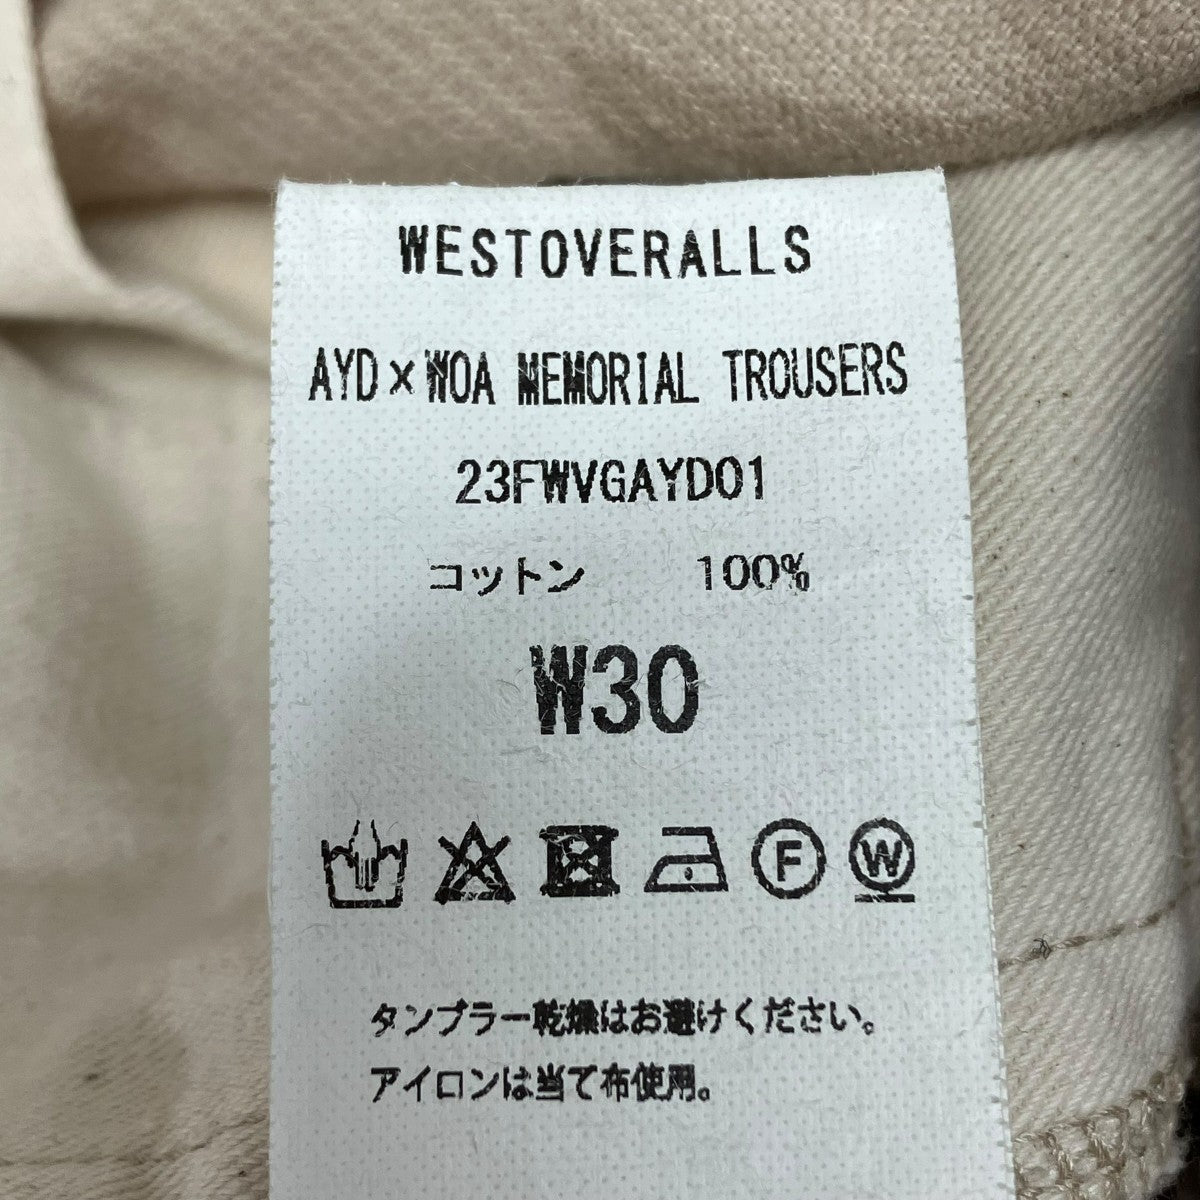 WESTOVERALLS
AYD×WOA MEMORIAL TROUSERS
23FWVGAYD01
コットン 100%
W30
F W
タンブラー乾燥はお避けください。
アイロンは当て布使用。